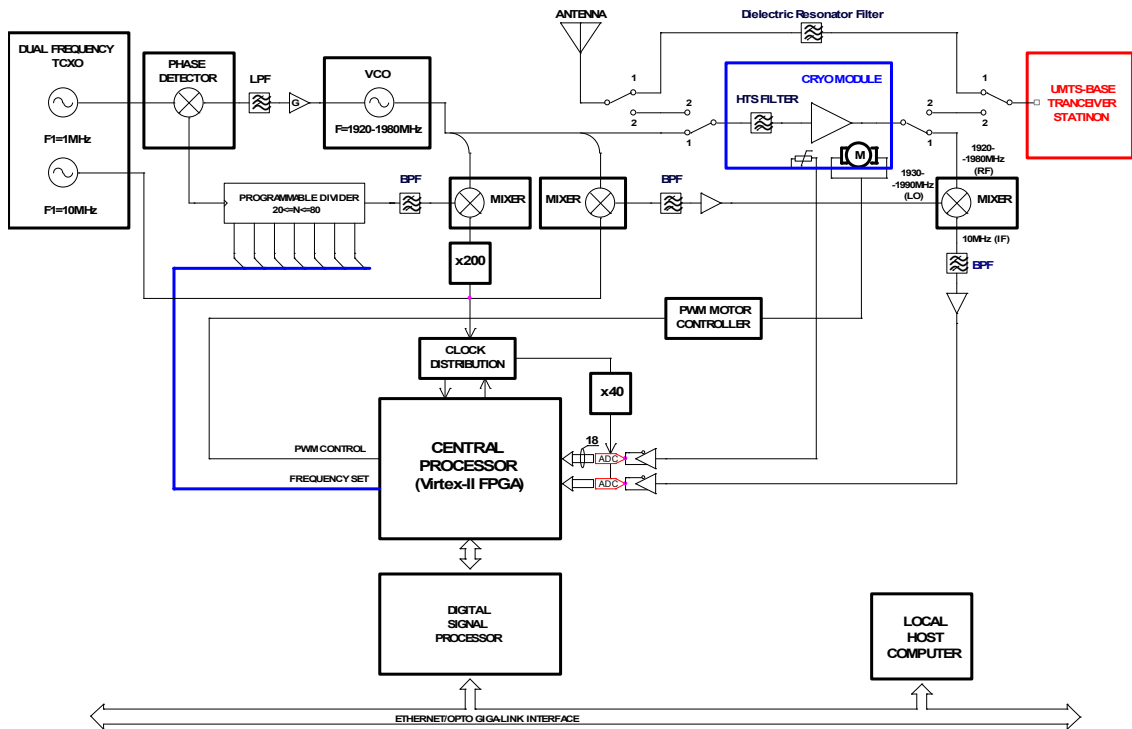 ANTENNA
Dielectric Resonator Filter
DUAL FREQUENCY
TCXO
F1=1MHz
F1=10MHz
PHASE
DETECTOR
LPF
G
VCO
F=1920-1980MHz
1
2
2
1
CRYO MODULE
HTS FILTER
M
1
2
2
1
UMTS-BASE
TRANCEIVER
STATINON
1920-
-1980MHz
(RF)
1930-
-1990MHz
(LO)
PROGRAMMABLE DIVIDER
20<=N<=80
BPF
MIXER
MIXER
BPF
MIXER
10MHz (IF)
BPF
x200
PWM MOTOR
CONTROLLER
CLOCK
DISTRIBUTION
x40
PWM CONTROL
FREQUENCY SET
CENTRAL
PROCESSOR
(Virtex-II FPGA)
18
ADC
ADC
DIGITAL
SIGNAL
PROCESSOR
LOCAL
HOST
COMPUTER
ETHERNET/OPTO GIGA-LINK INTERFACE